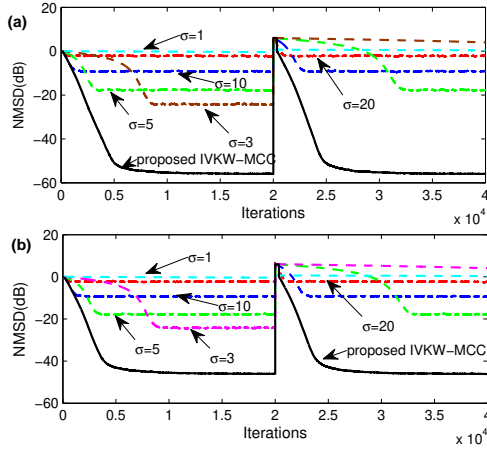 (a)
20
0
−20
−40
−60
NMSD(dB)
σ=1
σ=10
σ=20
σ=5
σ=3
proposed IVKW−MCC
0 0.5 1 1.5 2 2.5 3 3.5 4
Iterations
x 10^4
(b)
20
0
−20
−40
−60
NMSD(dB)
σ=1
σ=10
σ=20
σ=5
σ=3
proposed IVKW−MCC
0 0.5 1 1.5 2 2.5 3 3.5 4
Iterations
x 10^4